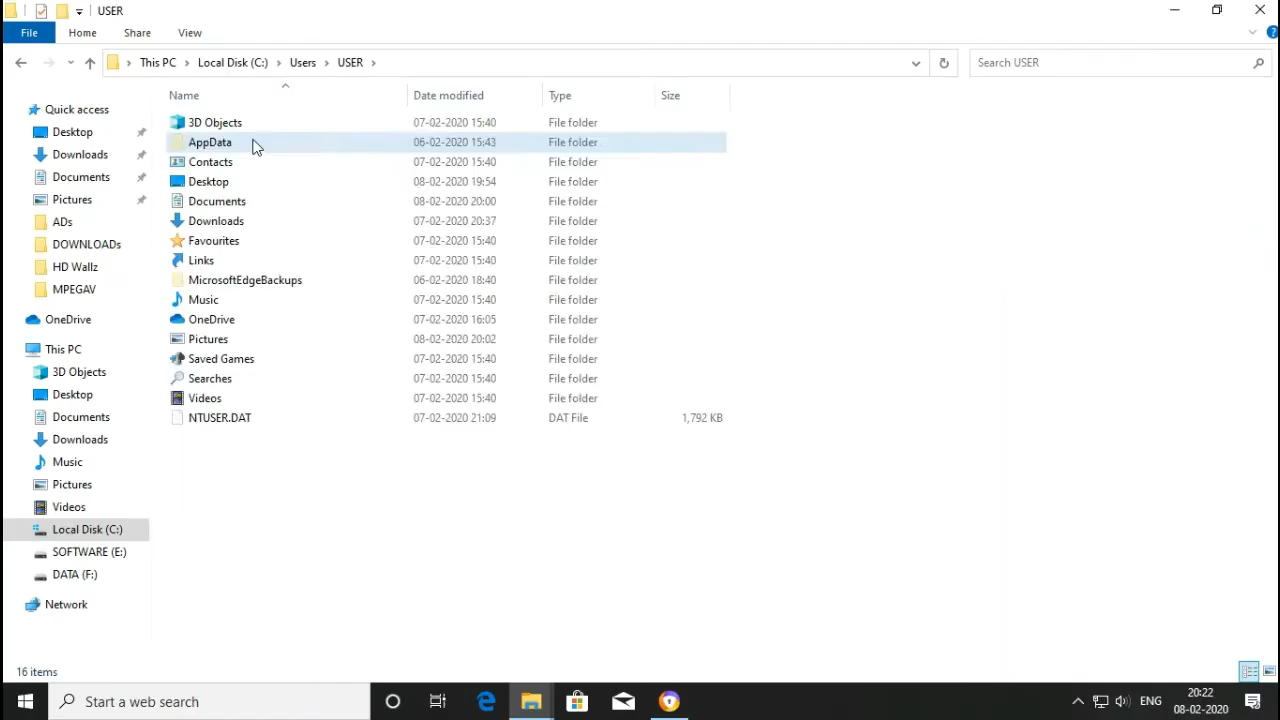 USER
File Home Share View
This PC Local Disk (C:) Users USER
Search USER
Name Date modified Type Size
Quick access
Desktop
Downloads
Documents
Pictures
ADs
DOWNLOADs
HD Wallz
MPEGAV
OneDrive
This PC
3D Objects
Desktop
Documents
Downloads
Music
Pictures
Videos
Local Disk (C:)
SOFTWARE (E:)
DATA (F:)
Network
3D Objects 07-02-2020 15:40 File folder
AppData 06-02-2020 15:43 File folder
Contacts 07-02-2020 15:40 File folder
Desktop 08-02-2020 19:54 File folder
Documents 08-02-2020 20:00 File folder
Downloads 07-02-2020 20:37 File folder
Favourites 07-02-2020 15:40 File folder
Links 07-02-2020 15:40 File folder
MicrosoftEdgeBackups 06-02-2020 18:40 File folder
Music 07-02-2020 15:40 File folder
OneDrive 07-02-2020 16:05 File folder
Pictures 08-02-2020 20:02 File folder
Saved Games 07-02-2020 15:40 File folder
Searches 07-02-2020 15:40 File folder
Videos 07-02-2020 15:40 File folder
NTUSER.DAT 07-02-2020 21:09 DAT File 1,792 KB
16 items
Start a web search
ENG
20:22
08-02-2020